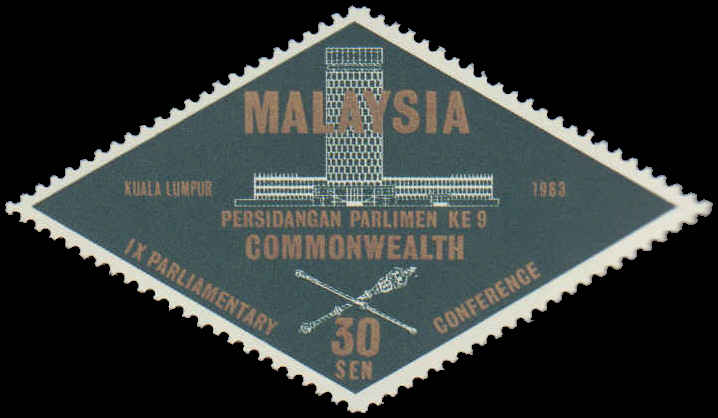 MALAYSIA
KUALA LUMPUR 1963
PERSIDANGAN PARLIMEN KE 9
COMMONWEALTH
IX PARLIAMENTARY CONFERENCE
30
SEN